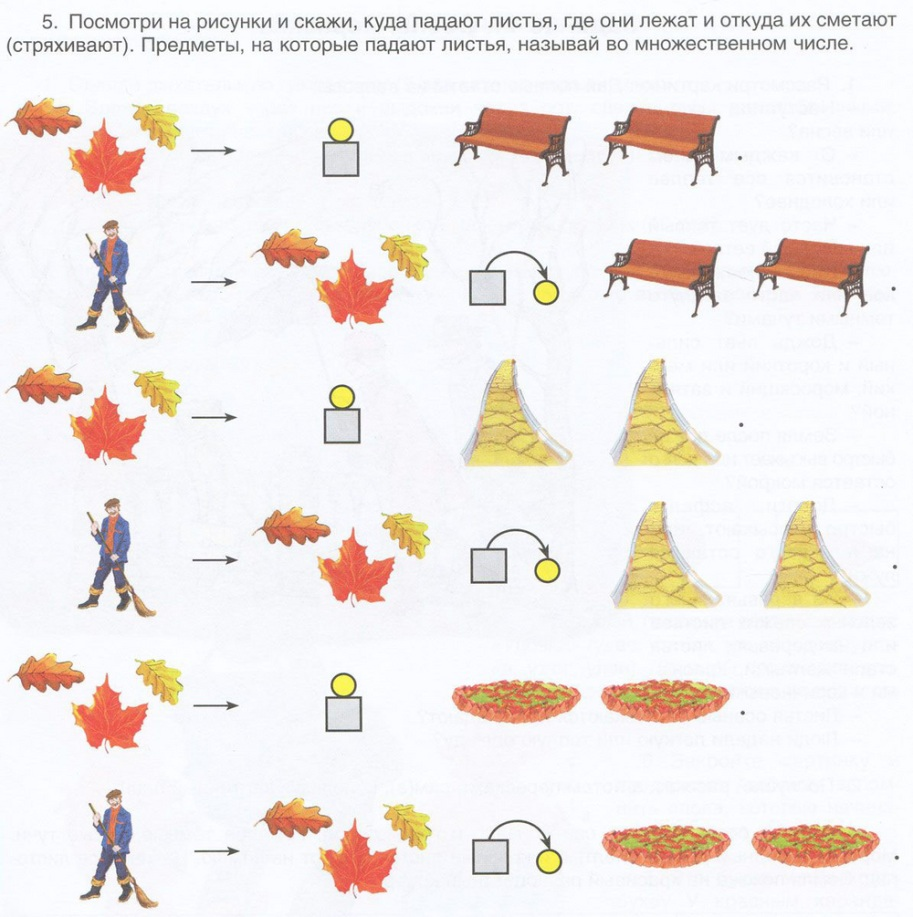 5. Посмотри на рисунки и скажи, куда падают листья, где они лежат и откуда их сметают
(стряхивают). Предметы, на которые падают листья, называй во множественном числе.